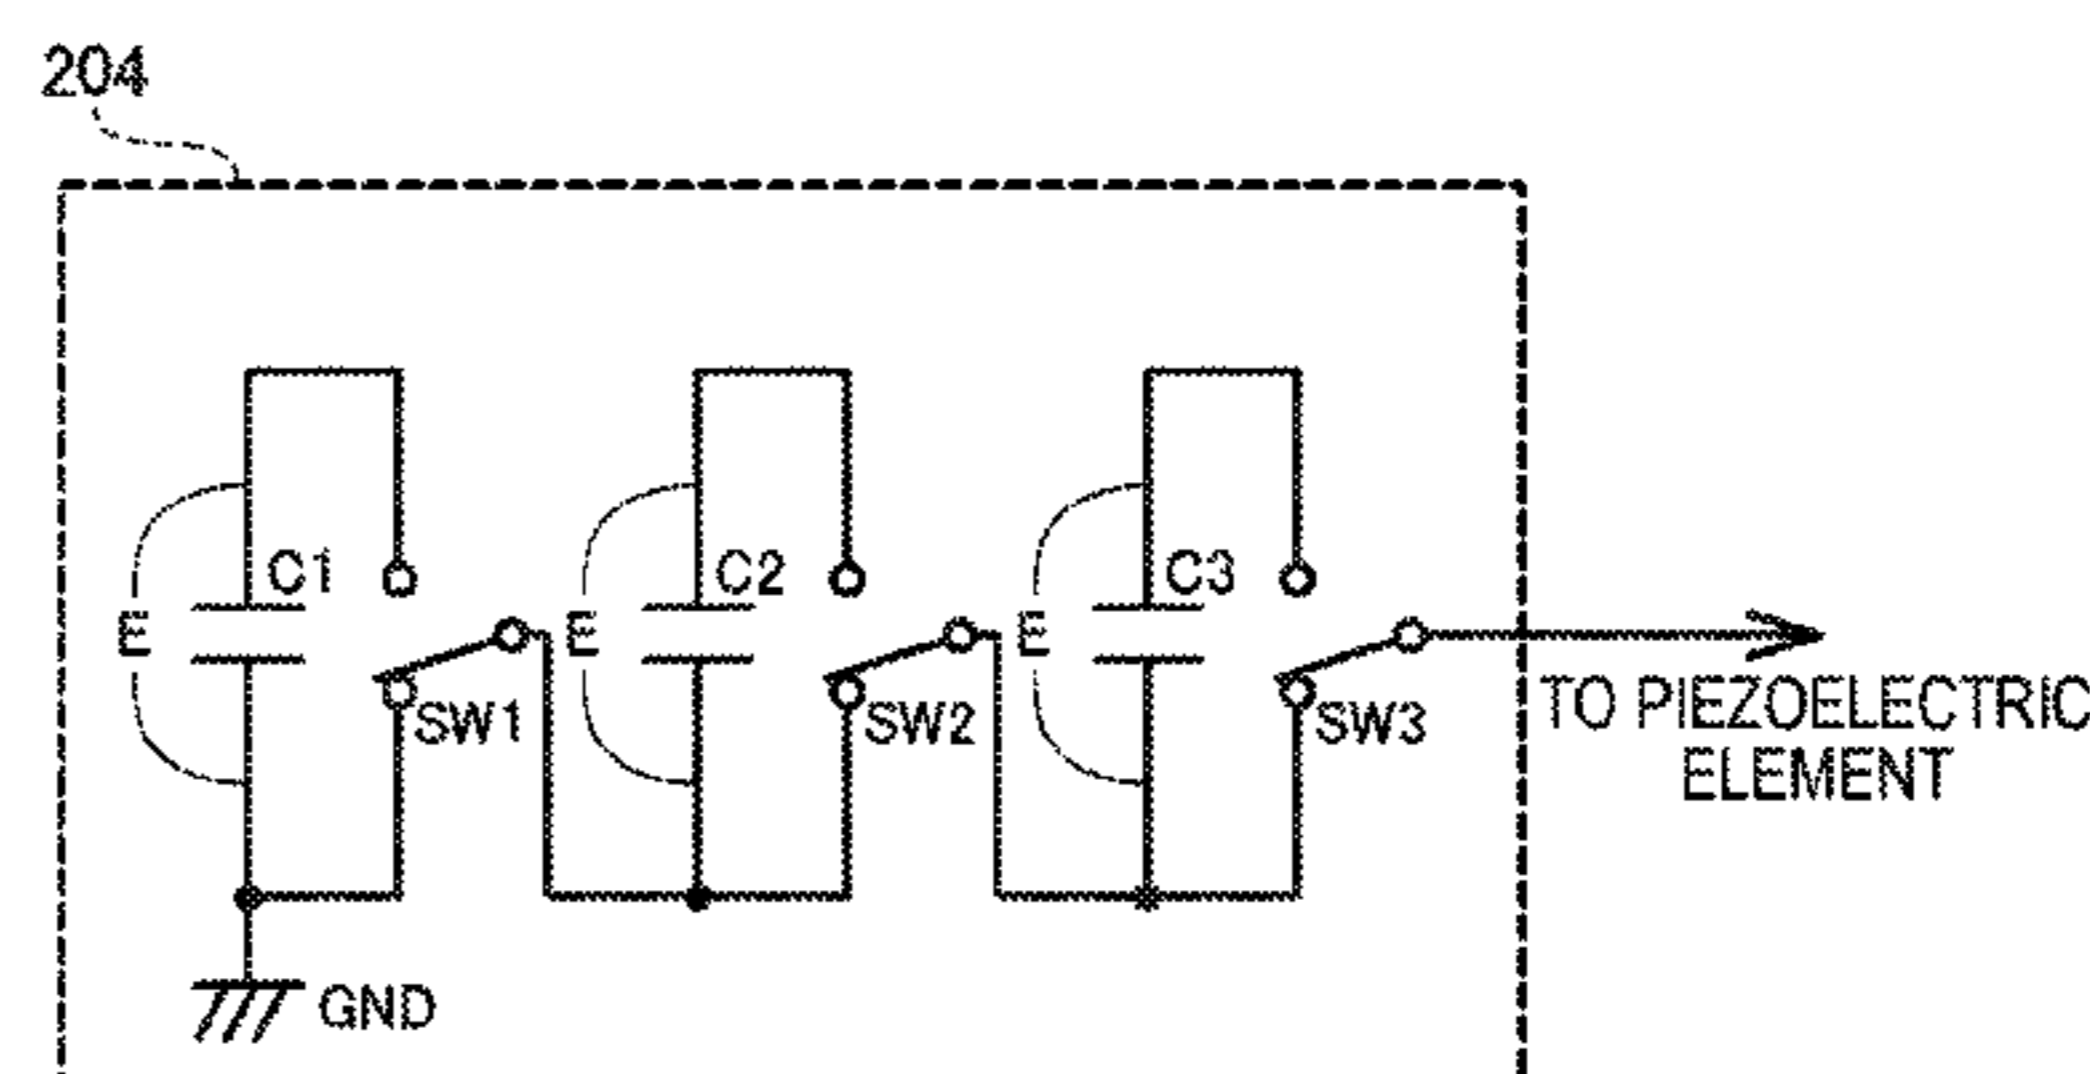 204
C1
C2
C3
E
E
E
SW1
SW2
SW3
TO PIEZOELECTRIC
ELEMENT
GND